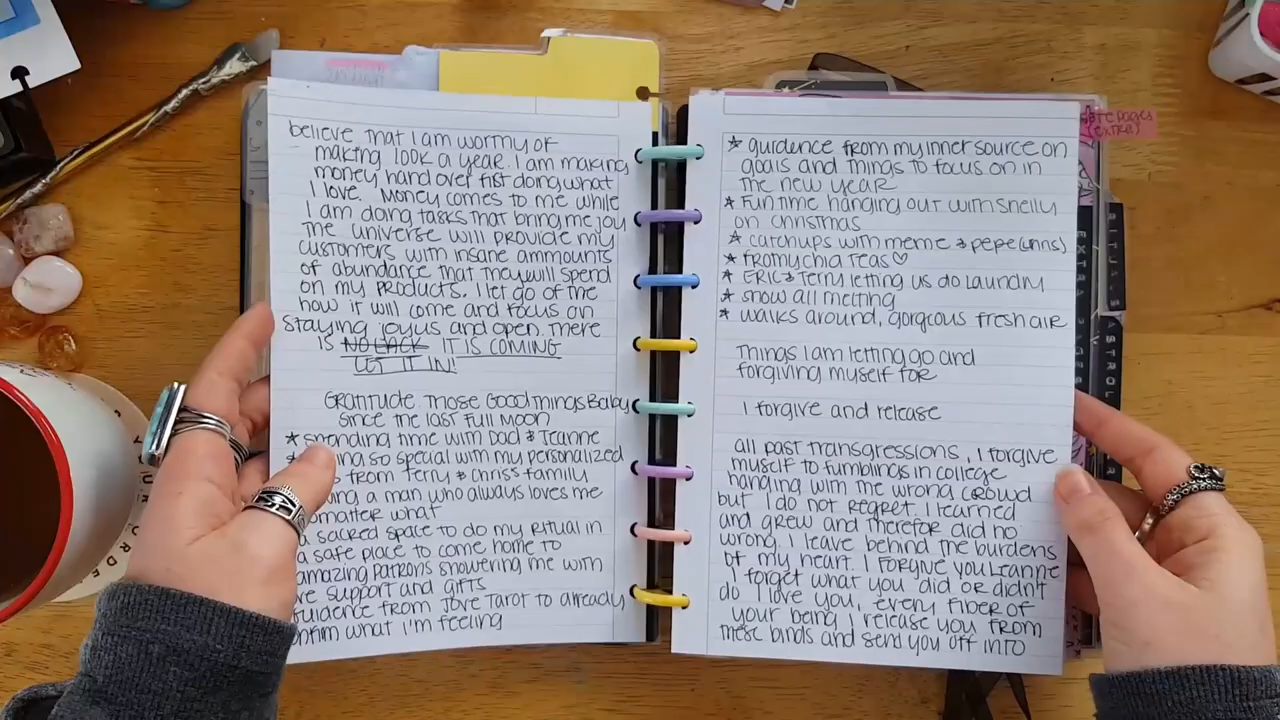 believe that I am worthy of
making 100k a year. I am making
money hand over fist doing what
I love. Money comes to me while
I am doing tasks that bring me joy
the universe will provide my
customers with insane ammounts
of abundance that they will spend
on my products. I let go of the
how it will come and focus on
staying joyus and open. There
is NO LACK IT IS COMING
LET IT IN!
Gratitude, those Good things Baby
since the last Full Moon
* spending time with Dad & Jeanne
so special with my personalized
from Terry & Chris's familly
a man who always loves me
matter what
sacred space to do my ritual in
a safe place to come home to
amazing patrons showering me with
support and gifts
from Jove Tarot to already
what I'm feeling
* guidence from my inner source on
goals and things to focus on in
the new year
* Fun time hanging out with Shelly
on Christmas
* catchups with meme & pepe
* fromychia Teas♡
* ERIC & Terry letting us do Laundry
* snow all melting
* walks around, gorgeous fresh air
Things I am letting go and
forgiving myself for
I forgive and release
all past transgressions, I forgive
myself to fumblings in college
hanging with the wrong crowd
but I do not regret. I learned
and grew and therefor did no
wrong. I leave behind the burdens
of my heart I forgive you Leanne
I forget what you did or didn't
do I love you, every fiber of
your being I release you from
these binds and send you off into
te pages
(extra)
EXTRA
RITUALS
ASTROLO